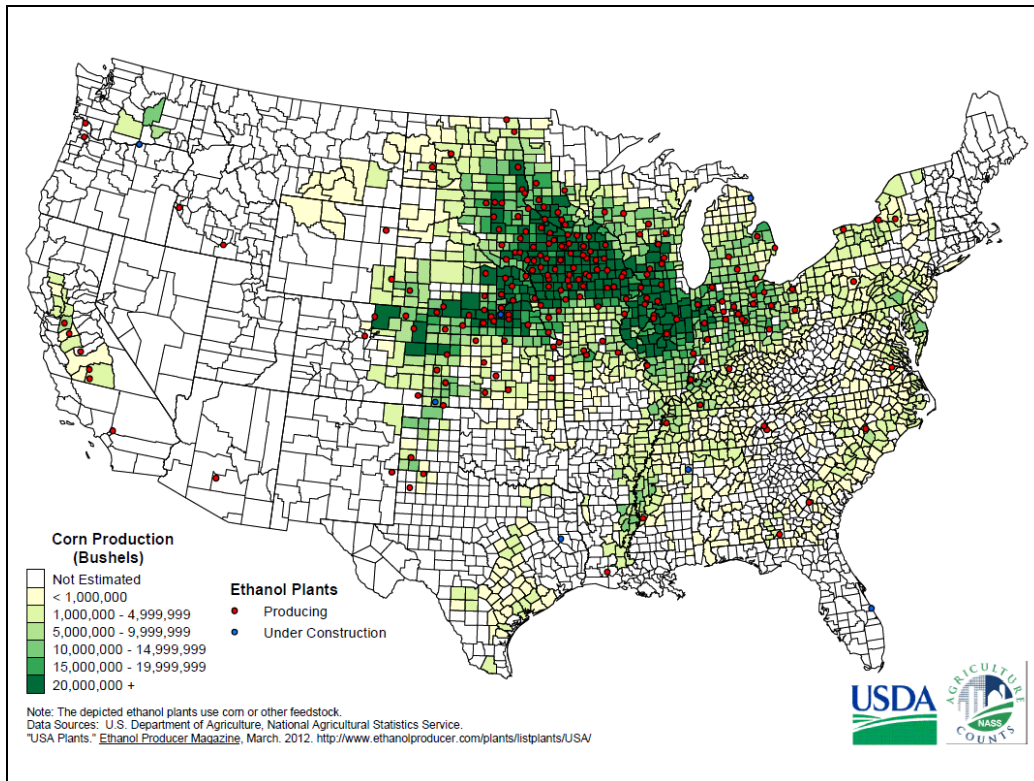 Corn Production
(Bushels)
Not Estimated
< 1,000,000
1,000,000 - 4,999,999
5,000,000 - 9,999,999
10,000,000 - 14,999,999
15,000,000 - 19,999,999
20,000,000 +
Ethanol Plants
Producing
Under Construction
Note: The depicted ethanol plants use corn or other feedstock.
Data Sources: U.S. Department of Agriculture, National Agricultural Statistics Service.
"USA Plants." Ethanol Producer Magazine, March. 2012. http://www.ethanolproducer.com/plants/listplants/USA/
USDA
AGRICULTURE
NASS
COUNTS